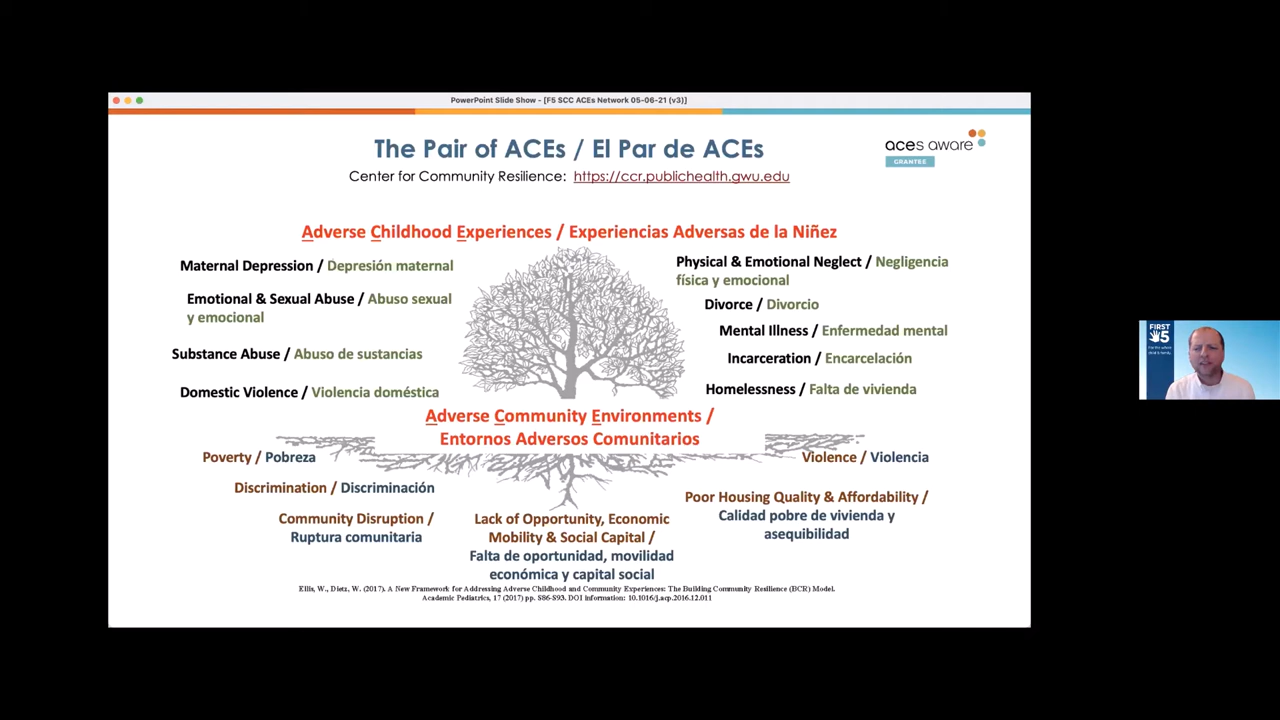 PowerPoint Slide Show - [F5 SCC ACEs Network 05-06-21 (v3)]
The Pair of ACEs / El Par de ACEs
aces aware
GRANTEE
Center for Community Resilience: https://ccr.publichealth.gwu.edu
Adverse Childhood Experiences / Experiencias Adversas de la Niñez
Maternal Depression / Depresión maternal
Emotional & Sexual Abuse / Abuso sexual
y emocional
Substance Abuse / Abuso de sustancias
Domestic Violence / Violencia doméstica
Physical & Emotional Neglect / Negligencia
física y emocional
Divorce / Divorcio
Mental Illness / Enfermedad mental
Incarceration / Encarcelación
Homelessness / Falta de vivienda
Adverse Community Environments /
Entornos Adversos Comunitarios
Poverty / Pobreza
Discrimination / Discriminación
Community Disruption /
Ruptura comunitaria
Lack of Opportunity, Economic
Mobility & Social Capital /
Falta de oportunidad, movilidad
económica y capital social
Violence / Violencia
Poor Housing Quality & Affordability /
Calidad pobre de vivienda y
asequibilidad
Ellis, W., Dietz, W. (2017). A New Framework for Addressing Adverse Childhood and Community Experiences: The Building Community Resilience (BCR) Model.
Academic Pediatrics, 17 (2017) pp. S86-S93. DOI information: 10.1016/j.acp.2016.12.011
FIRST
5